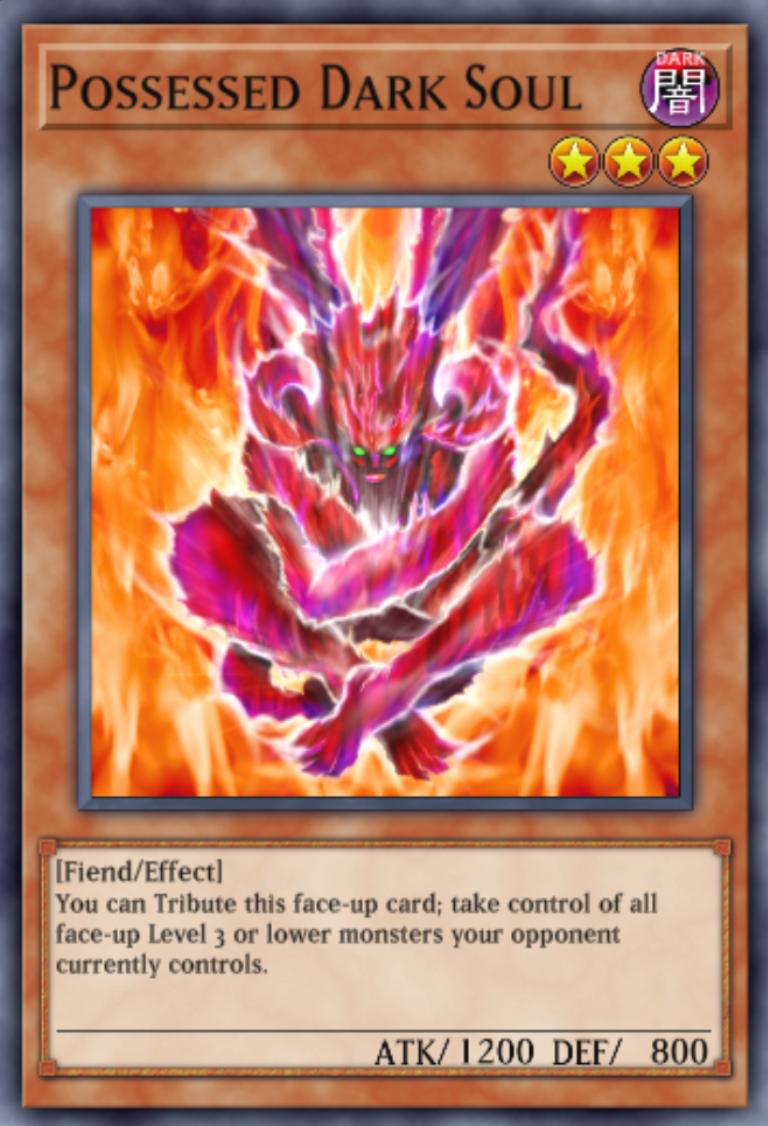 Possessed Dark Soul
DARK
闇
[Fiend/Effect]
You can Tribute this face-up card; take control of all
face-up Level 3 or lower monsters your opponent
currently controls.
ATK/ 1200 DEF/ 800